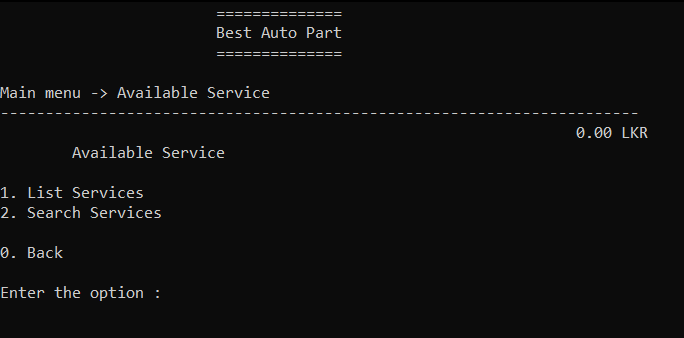 ==============
Best Auto Part
==============
Main menu -> Available Service
-----------------------------------------------------------------------
0.00 LKR
Available Service
1. List Services
2. Search Services
0. Back
Enter the option :